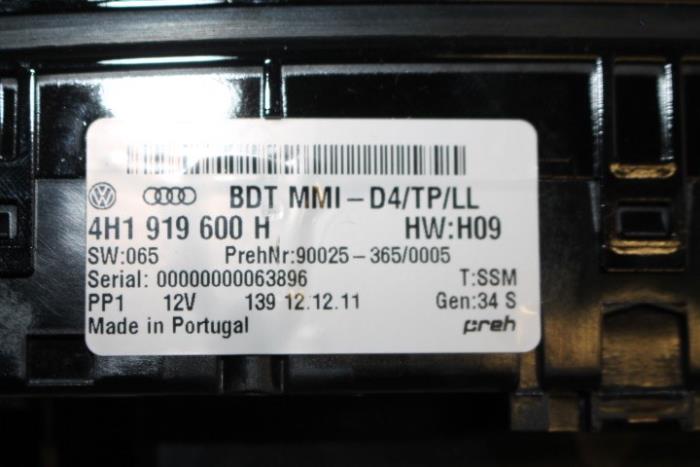 BDT MMI-D4/TP/LL
4H1 919 600 H HW:H09
SW:065 PrehNr:90025-365/0005
Serial: 00000000063896 T:SSM
PP1 12V 139 12.12.11 Gen:34 S
Made in Portugal preh